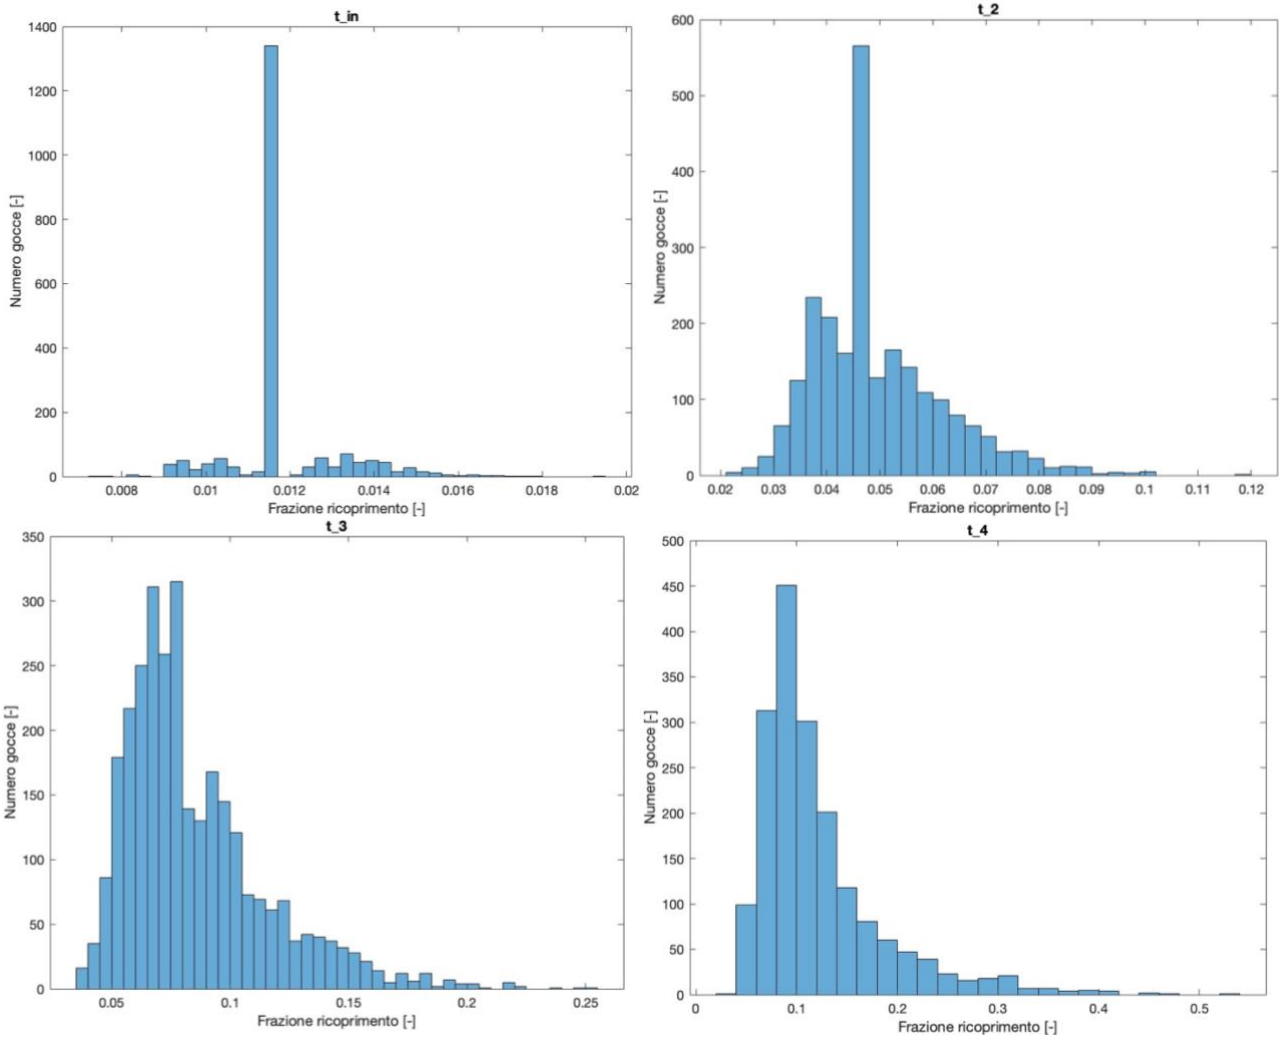 t_in
1400
1200
1000
800
600
400
200
0
Numero gocce [-]
0.008 0.01 0.012 0.014 0.016 0.018 0.02
Frazione ricoprimento [-]
t_2
600
500
400
300
200
100
0
Numero gocce [-]
0.02 0.03 0.04 0.05 0.06 0.07 0.08 0.09 0.1 0.11 0.12
Frazione ricoprimento [-]
t_3
350
300
250
200
150
100
50
0
Numero gocce [-]
0.05 0.1 0.15 0.2 0.25
Frazione ricoprimento [-]
t_4
500
450
400
350
300
250
200
150
100
50
0
Numero gocce [-]
0 0.1 0.2 0.3 0.4 0.5
Frazione ricoprimento [-]